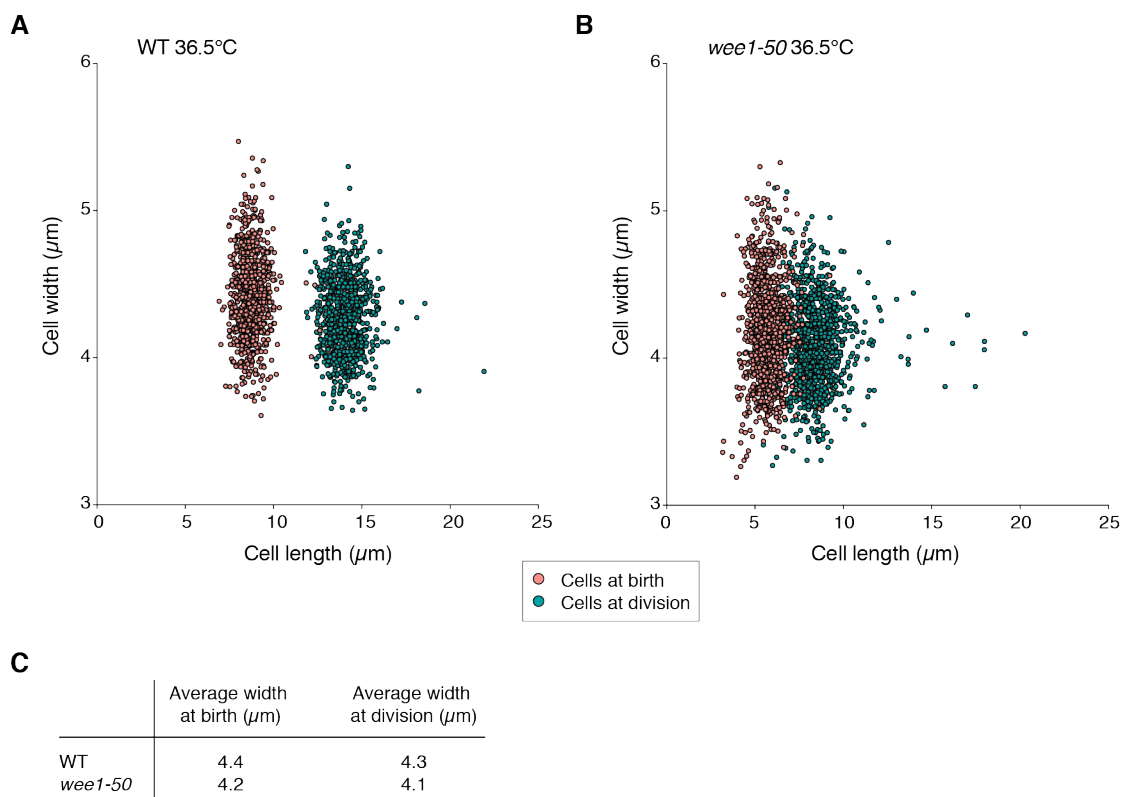 A
WT 36.5°C
6
5
4
3
Cell width (µm)
0 5 10 15 20 25
Cell length (µm)
B
wee1-50 36.5°C
6
5
4
3
Cell width (µm)
0 5 10 15 20 25
Cell length (µm)
Cells at birth
Cells at division
C
Average width Average width
at birth (µm) at division (µm)
WT 4.4 4.3
wee1-50 4.2 4.1